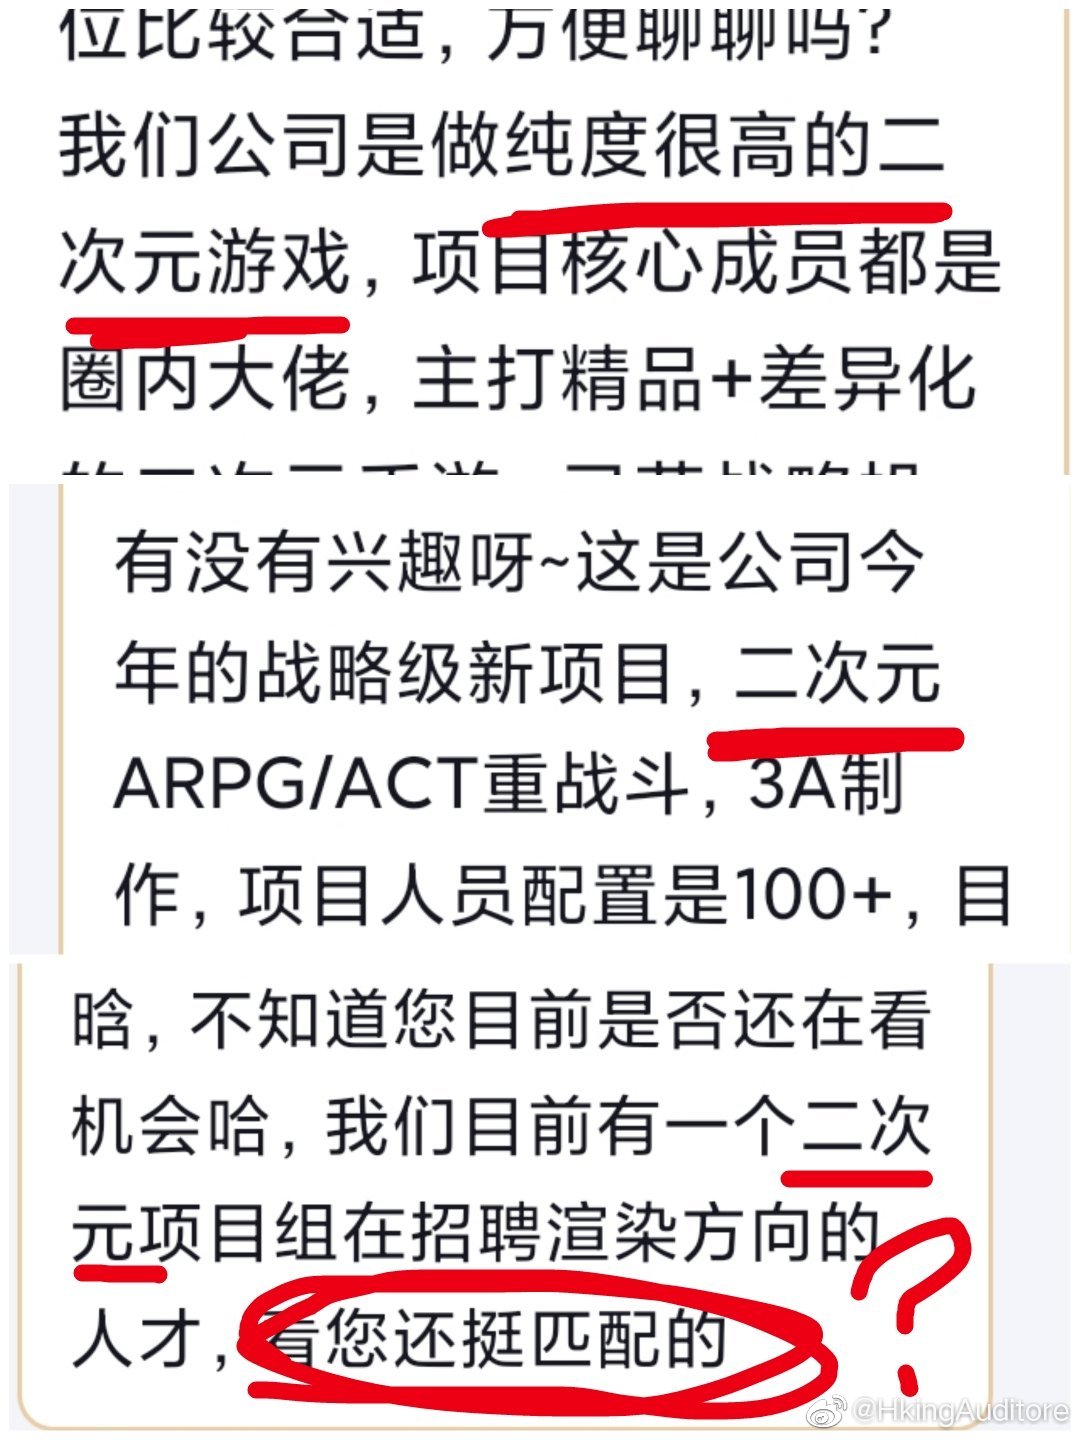 位比较合适，方便聊聊吗？
我们公司是做纯度很高的二
次元游戏，项目核心成员都是
圈内大佬，主打精品+差异化
有没有兴趣呀~这是公司今
年的战略级新项目，二次元
ARPG/ACT重战斗，3A制
作，项目人员配置是100+，目
晗，不知道您目前是否还在看
机会哈，我们目前有一个二次
元项目组在招聘渲染方向的
人才，看您还挺匹配的
?
@HkingAuditore